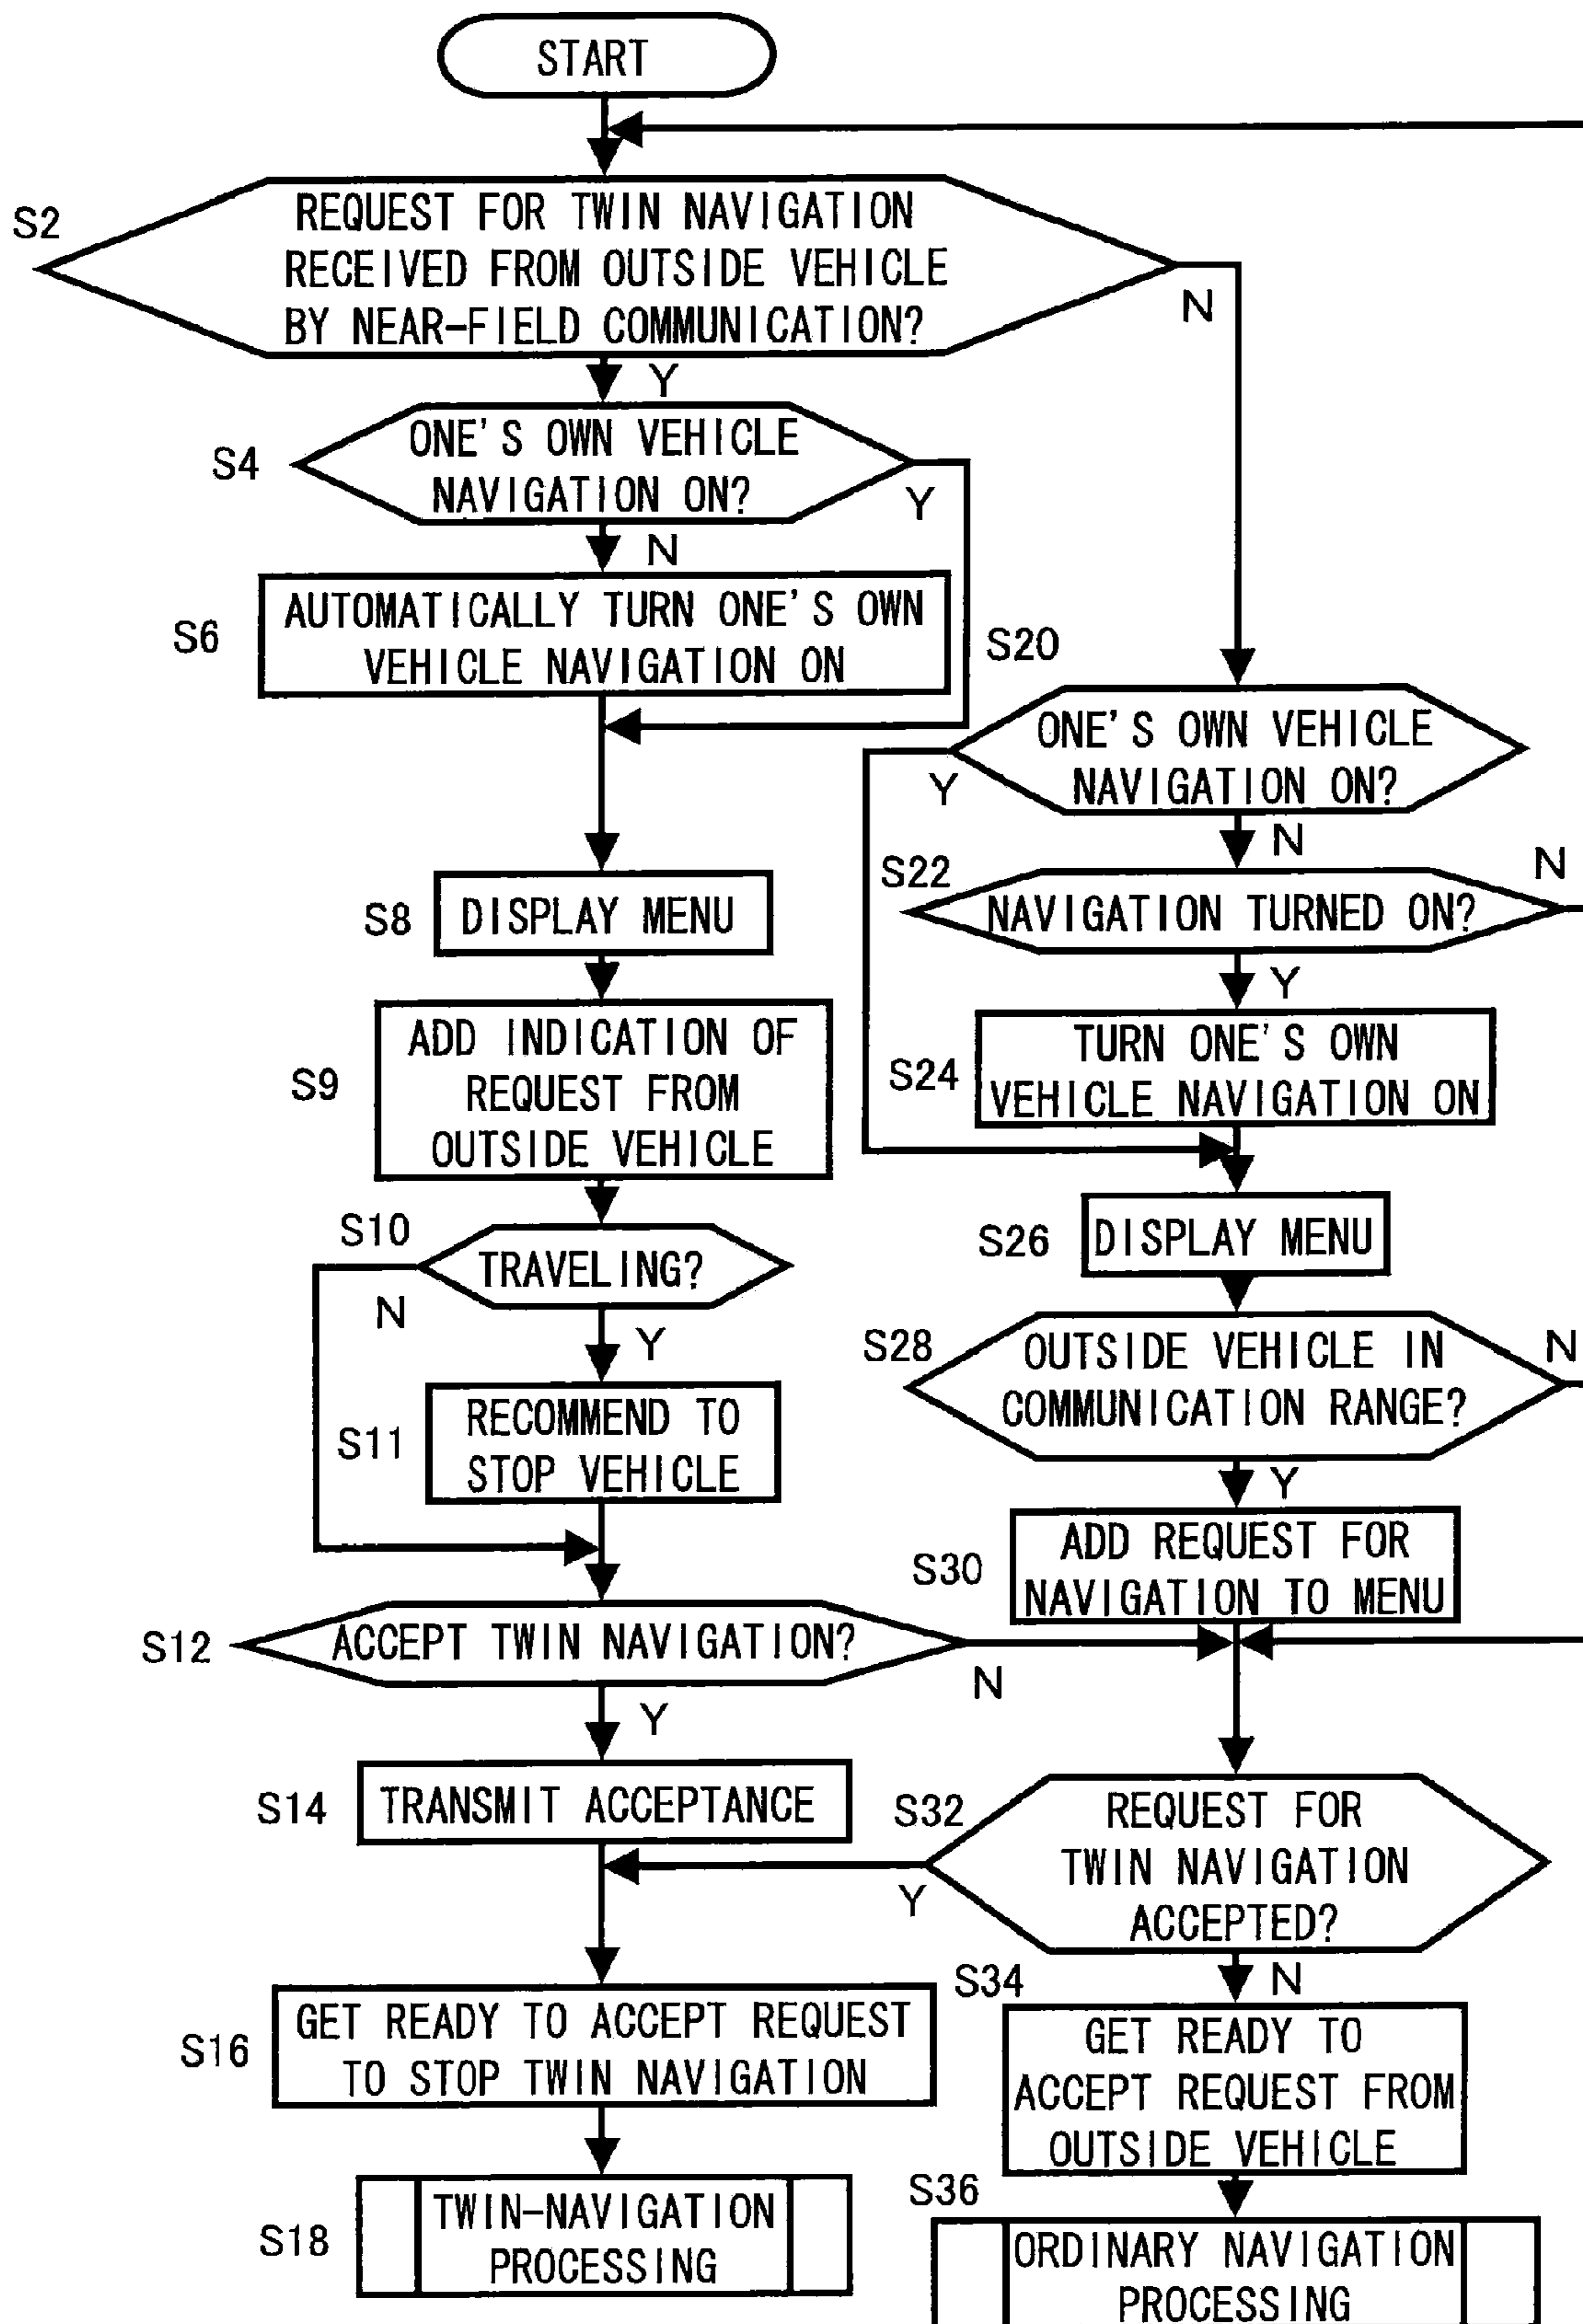 START
S2
REQUEST FOR TWIN NAVIGATION
RECEIVED FROM OUTSIDE VEHICLE
BY NEAR-FIELD COMMUNICATION?
N
Y
S4
ONE'S OWN VEHICLE
NAVIGATION ON?
Y
N
S6
AUTOMATICALLY TURN ONE'S OWN
VEHICLE NAVIGATION ON
S8
DISPLAY MENU
S9
ADD INDICATION OF
REQUEST FROM
OUTSIDE VEHICLE
S10
TRAVELING?
N
Y
S11
RECOMMEND TO
STOP VEHICLE
S12
ACCEPT TWIN NAVIGATION?
N
Y
S14
TRANSMIT ACCEPTANCE
S16
GET READY TO ACCEPT REQUEST
TO STOP TWIN NAVIGATION
S18
TWIN-NAVIGATION
PROCESSING
S20
ONE'S OWN VEHICLE
NAVIGATION ON?
Y
N
S22
NAVIGATION TURNED ON?
N
Y
S24
TURN ONE'S OWN
VEHICLE NAVIGATION ON
S26
DISPLAY MENU
S28
OUTSIDE VEHICLE IN
COMMUNICATION RANGE?
N
Y
S30
ADD REQUEST FOR
NAVIGATION TO MENU
S32
REQUEST FOR
TWIN NAVIGATION
ACCEPTED?
Y
N
S34
GET READY TO
ACCEPT REQUEST FROM
OUTSIDE VEHICLE
S36
ORDINARY NAVIGATION
PROCESSING